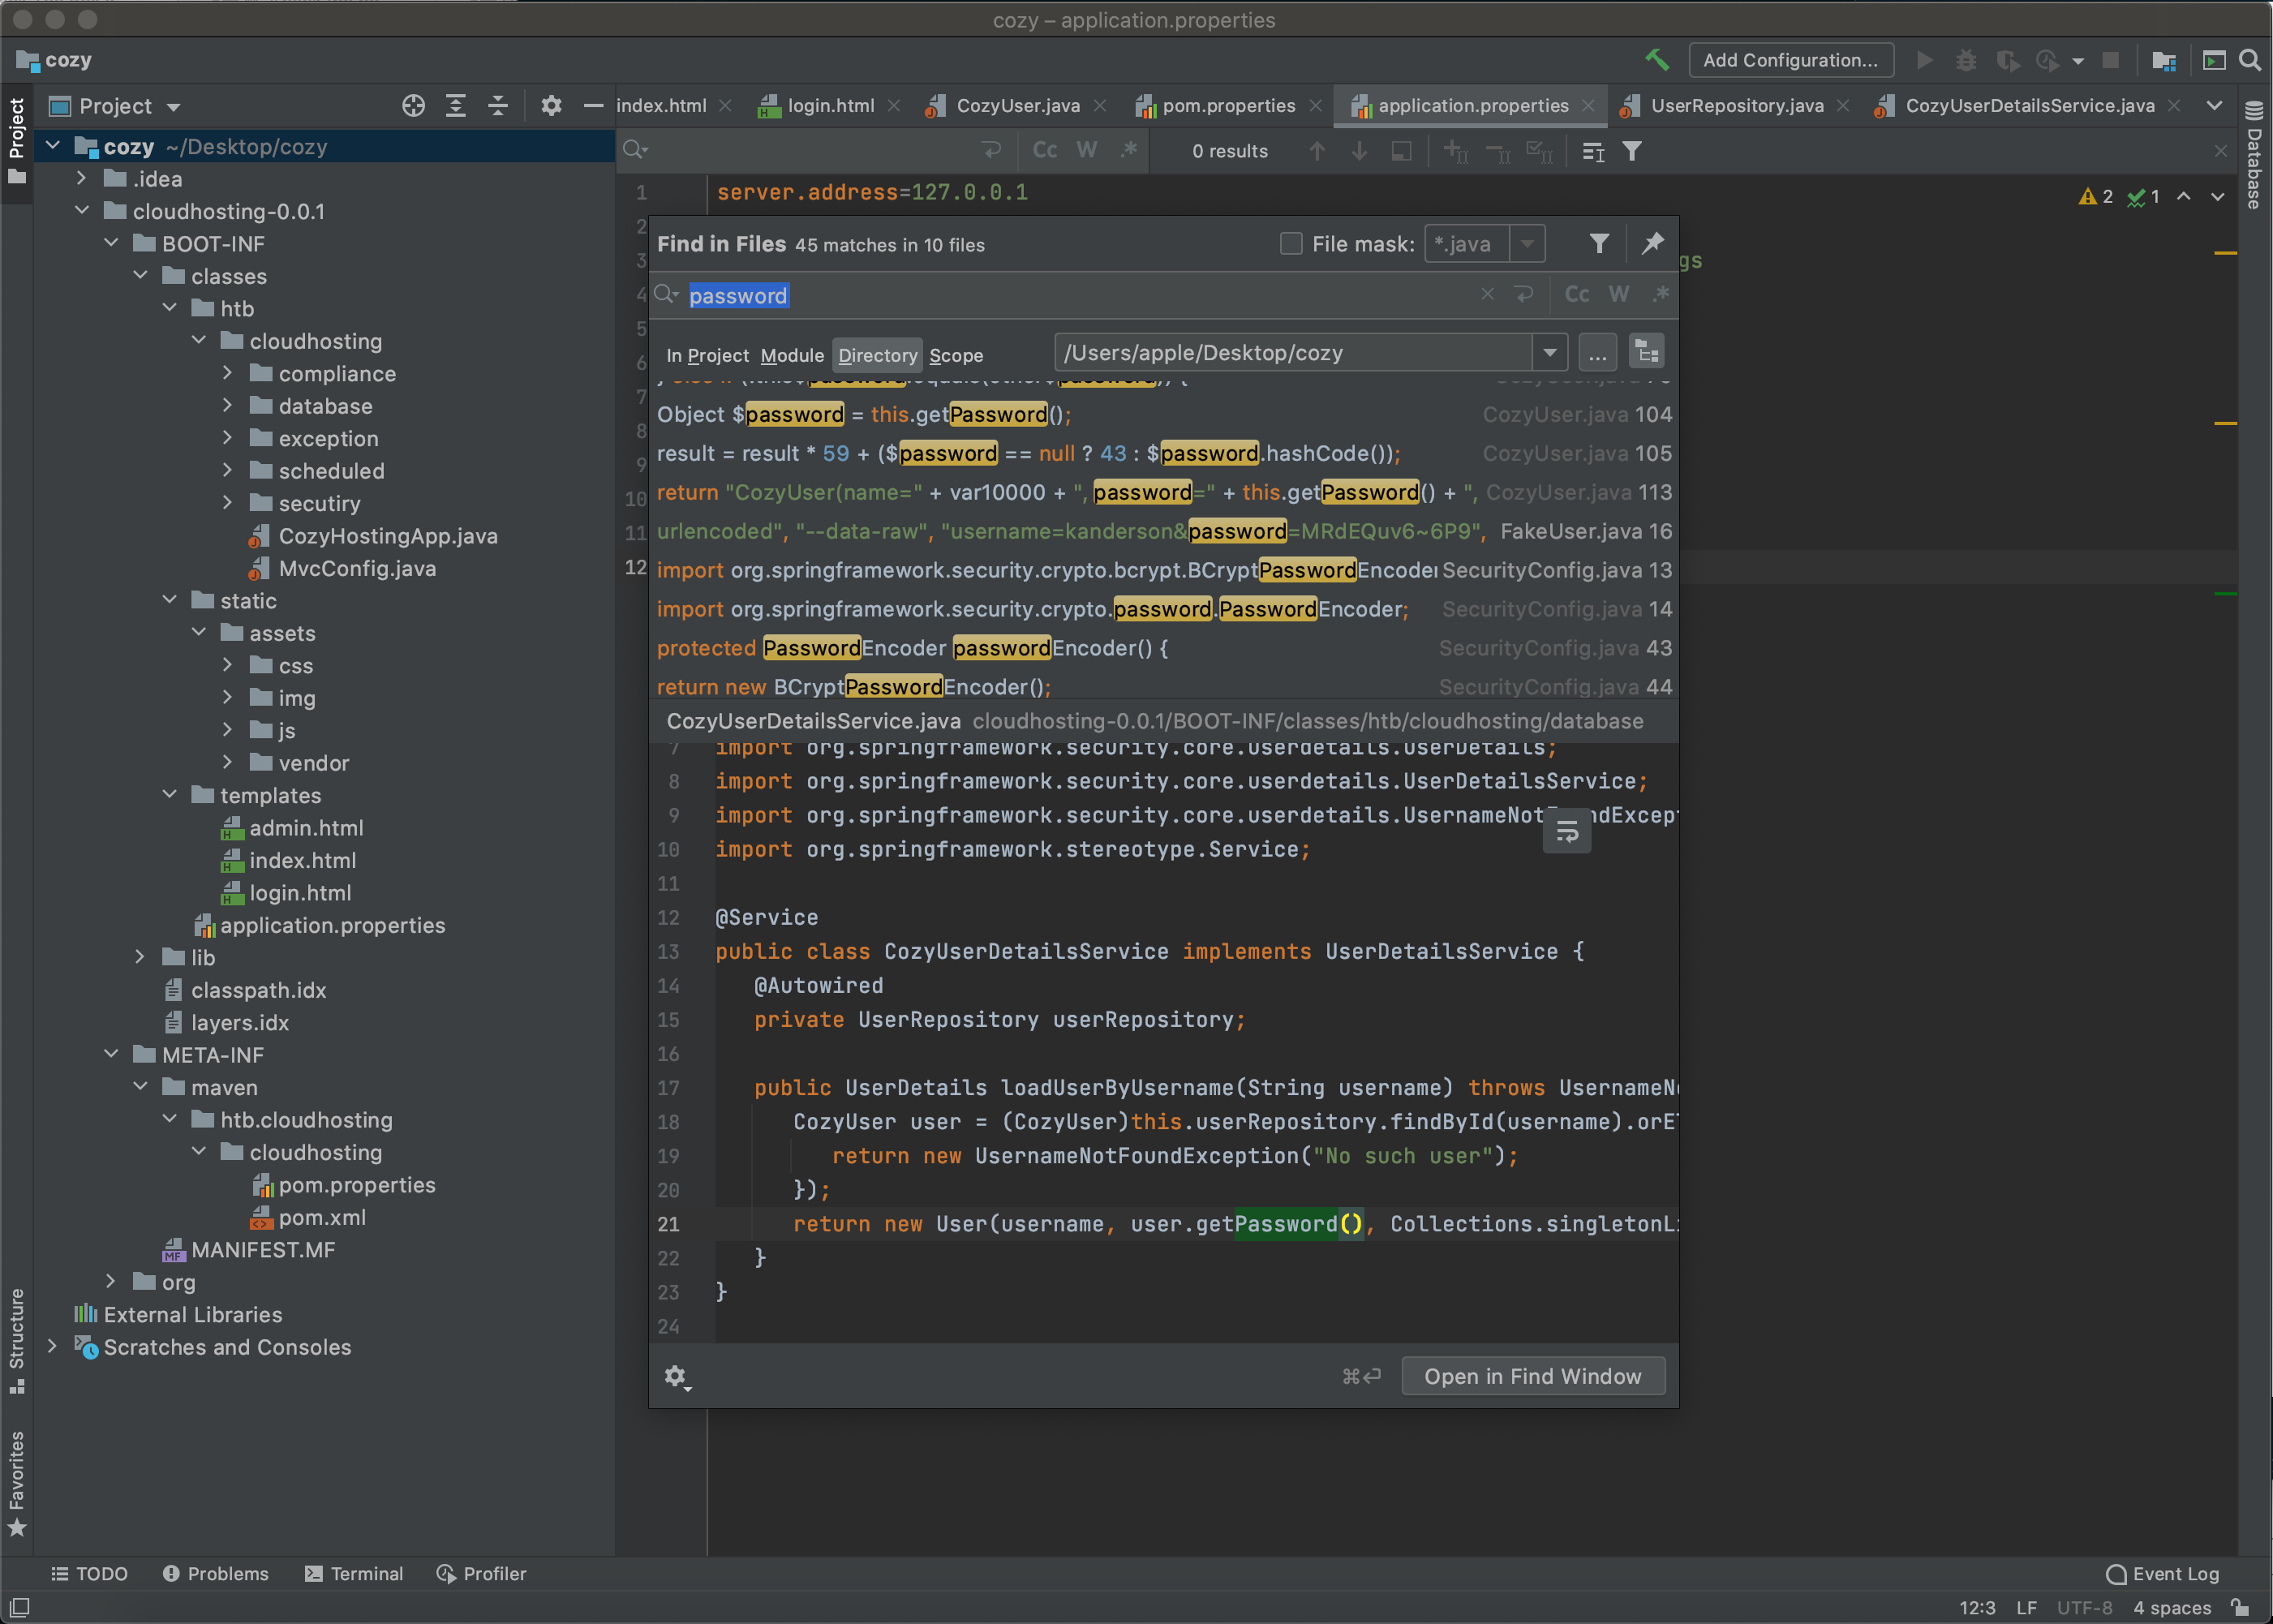 cozy – application.properties
cozy
Add Configuration...
Project
Project
index.html
login.html
CozyUser.java
pom.properties
application.properties
UserRepository.java
CozyUserDetailsService.java
Database
cozy ~/Desktop/cozy
.idea
cloudhosting-0.0.1
BOOT-INF
classes
htb
cloudhosting
compliance
database
exception
scheduled
secutiry
CozyHostingApp.java
MvcConfig.java
static
assets
css
img
js
vendor
templates
admin.html
index.html
login.html
application.properties
lib
classpath.idx
layers.idx
META-INF
maven
htb.cloudhosting
cloudhosting
pom.properties
pom.xml
MANIFEST.MF
org
External Libraries
Scratches and Consoles
Structure
Favorites
Cc W .* 0 results
2 1
1 server.address=127.0.0.1
2
3 gs
4
5
6
7
8
9
10
11
12
Find in Files 45 matches in 10 files
File mask: *.java
password
Cc W .*
In Project Module Directory Scope
/Users/apple/Desktop/cozy
...
Object $password = this.getPassword(); CozyUser.java 104
result = result * 59 + ($password == null ? 43 : $password.hashCode()); CozyUser.java 105
return "CozyUser(name=" + var10000 + ", password=" + this.getPassword() + ", CozyUser.java 113
urlencoded", "--data-raw", "username=kanderson&password=MRdEQuv6~6P9", FakeUser.java 16
import org.springframework.security.crypto.bcrypt.BCryptPasswordEncoder SecurityConfig.java 13
import org.springframework.security.crypto.password.PasswordEncoder; SecurityConfig.java 14
protected PasswordEncoder passwordEncoder() { SecurityConfig.java 43
return new BCryptPasswordEncoder(); SecurityConfig.java 44
CozyUserDetailsService.java cloudhosting-0.0.1/BOOT-INF/classes/htb/cloudhosting/database
7 import org.springframework.security.core.userdetails.UserDetails;
8 import org.springframework.security.core.userdetails.UserDetailsService;
9 import org.springframework.security.core.userdetails.UsernameNot
10 import org.springframework.stereotype.Service;
11
12 @Service
13 public class CozyUserDetailsService implements UserDetailsService {
14 @Autowired
15 private UserRepository userRepository;
16
17 public UserDetails loadUserByUsername(String username) throws UsernameN
18 CozyUser user = (CozyUser)this.userRepository.findById(username).orE
19 return new UsernameNotFoundException("No such user");
20 });
21 return new User(username, user.getPassword(), Collections.singletonL
22 }
23 }
24
⌘↩ Open in Find Window
TODO Problems Terminal Profiler Event Log
12:3 LF UTF-8 4 spaces